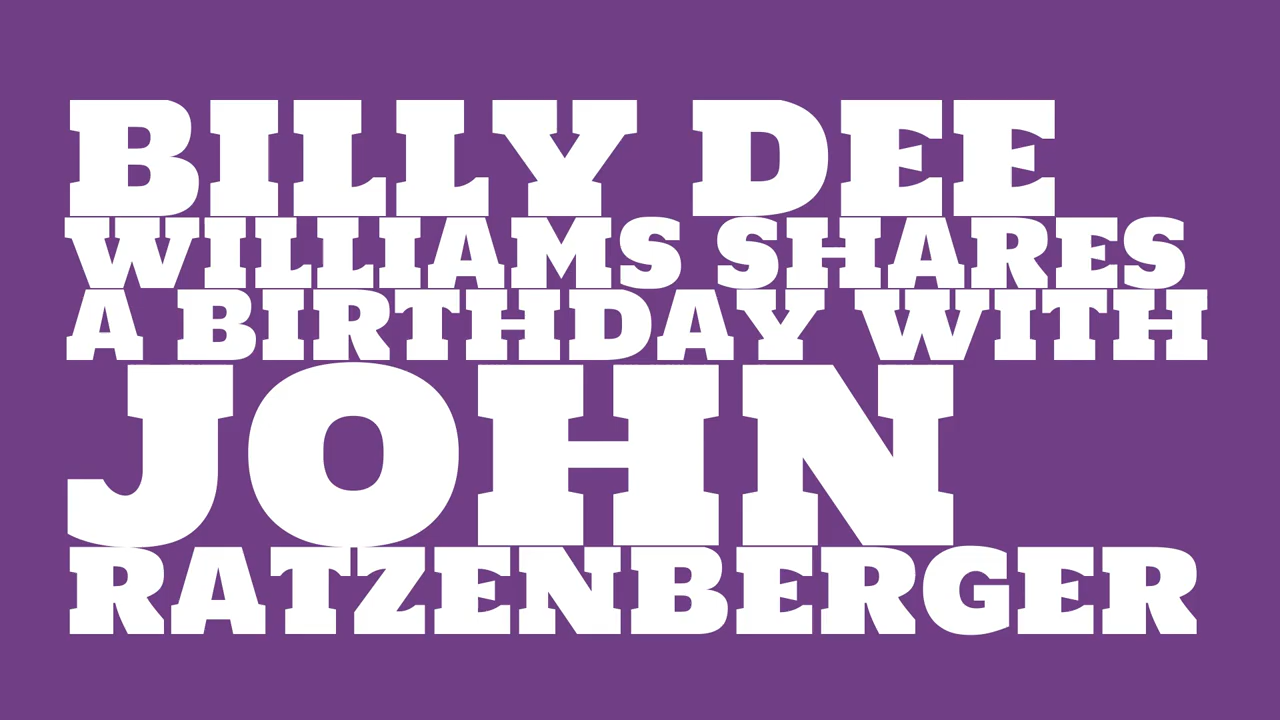 BILLY DEE
WILLIAMS SHARES
A BIRTHDAY WITH
JOHN
RATZENBERGER